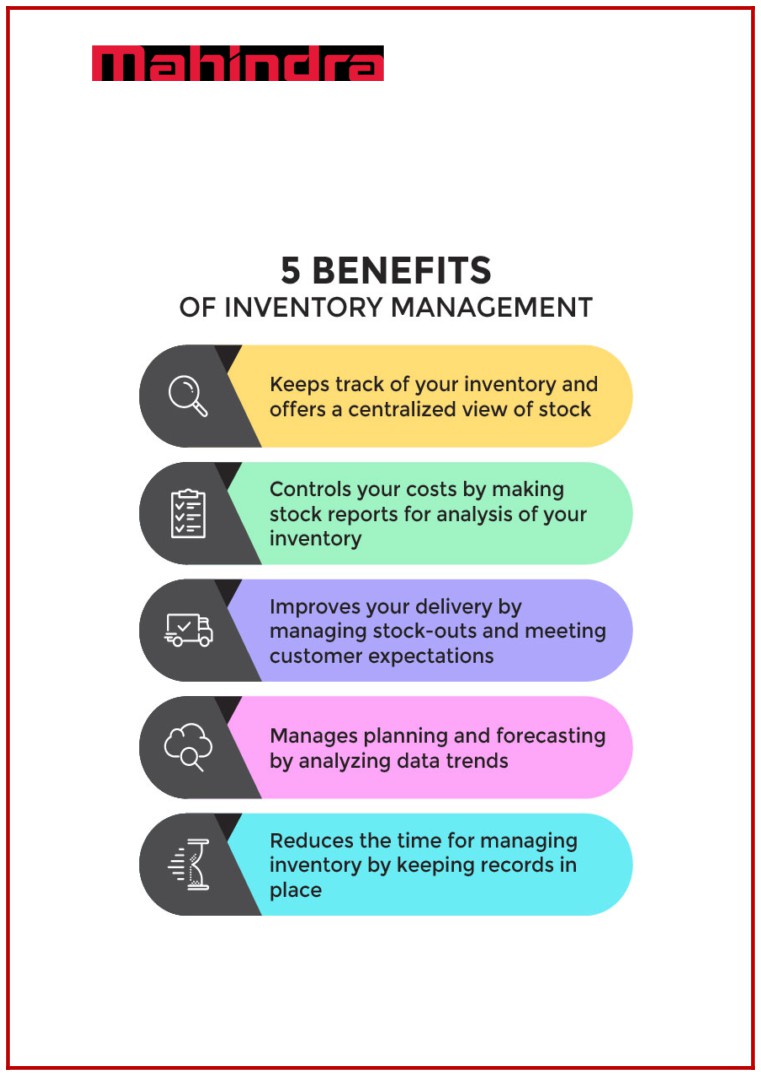 Mahindra
5 BENEFITS
OF INVENTORY MANAGEMENT
Keeps track of your inventory and
offers a centralized view of stock
Controls your costs by making
stock reports for analysis of your
inventory
Improves your delivery by
managing stock-outs and meeting
customer expectations
Manages planning and forecasting
by analyzing data trends
Reduces the time for managing
inventory by keeping records in
place